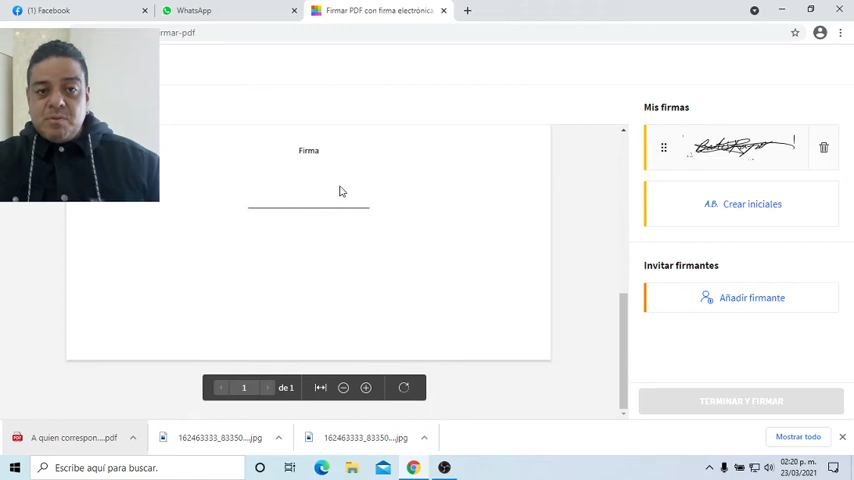 (1) Facebook
WhatsApp
Firmar PDF con firma electrónica
irmar-pdf
Mis firmas
Firma
A.B. Crear iniciales
Invitar firmantes
Añadir firmante
1 de 1
TERMINAR Y FIRMAR
A quien correspon....pdf
162463333_83350....jpg
162463333_83350....jpg
Mostrar todo
Escribe aquí para buscar.
02:20 p. m.
23/03/2021